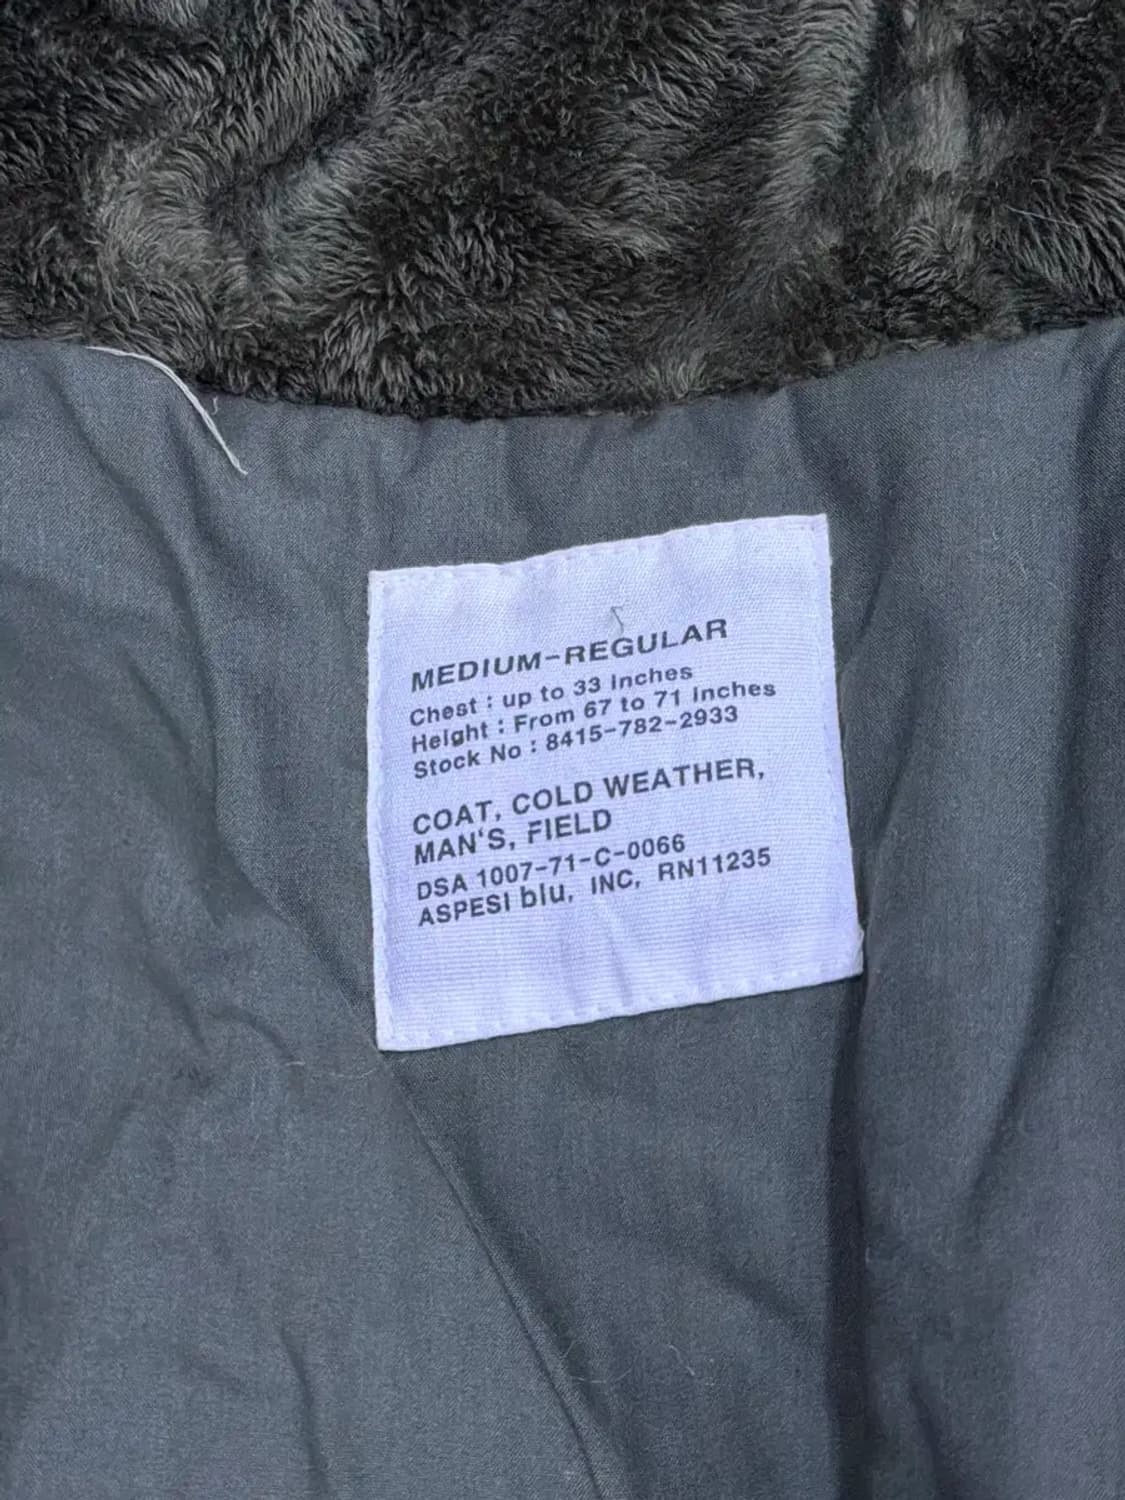 MEDIUM-REGULAR
Chest : up to 33 inches
Height : From 67 to 71 inches
Stock No : 8415-782-2933
COAT, COLD WEATHER,
MAN'S, FIELD
DSA 1007-71-C-0066
ASPESI blu, INC, RN11235